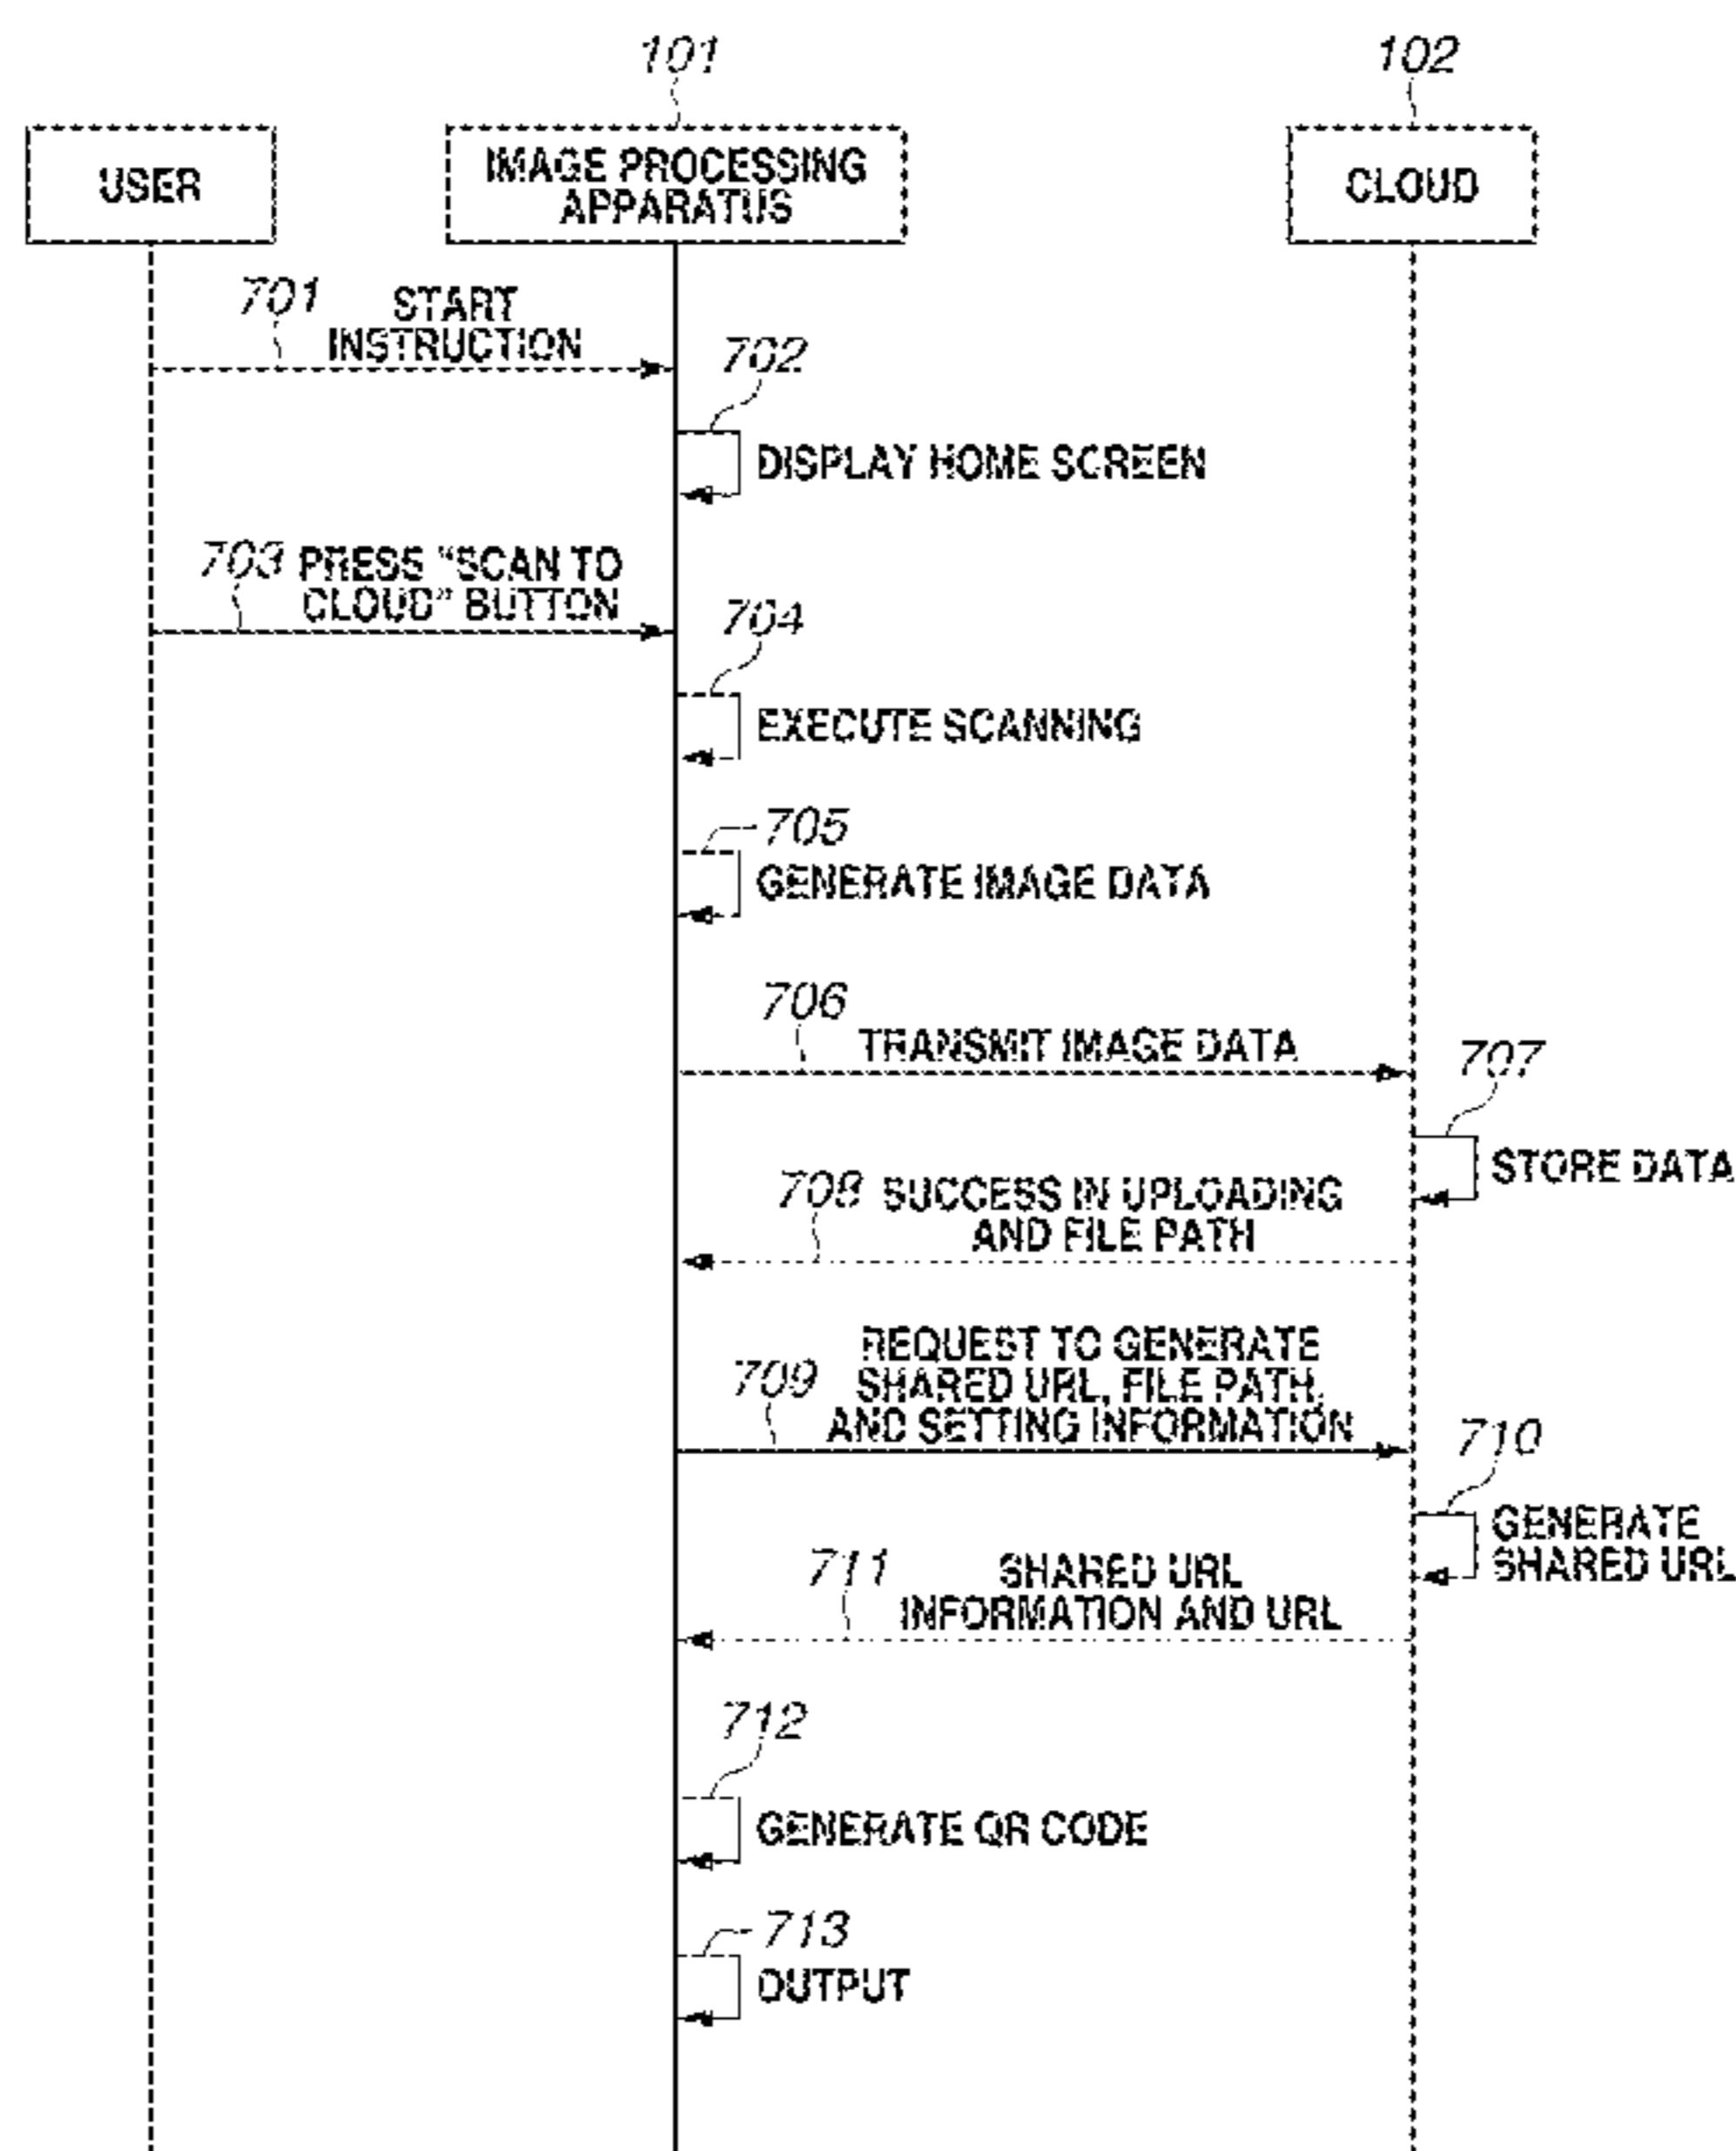 101
102
USER
IMAGE PROCESSING
APPARATUS
CLOUD
701
START
INSTRUCTION
702
DISPLAY HOME SCREEN
703
PRESS “SCAN TO
CLOUD” BUTTON
704
EXECUTE SCANNING
705
GENERATE IMAGE DATA
706
TRANSMIT IMAGE DATA
707
STORE DATA
708
SUCCESS IN UPLOADING
AND FILE PATH
709
REQUEST TO GENERATE
SHARED URL, FILE PATH,
AND SETTING INFORMATION
710
GENERATE
SHARED URL
711
SHARED URL
INFORMATION AND URL
712
GENERATE QR CODE
713
OUTPUT